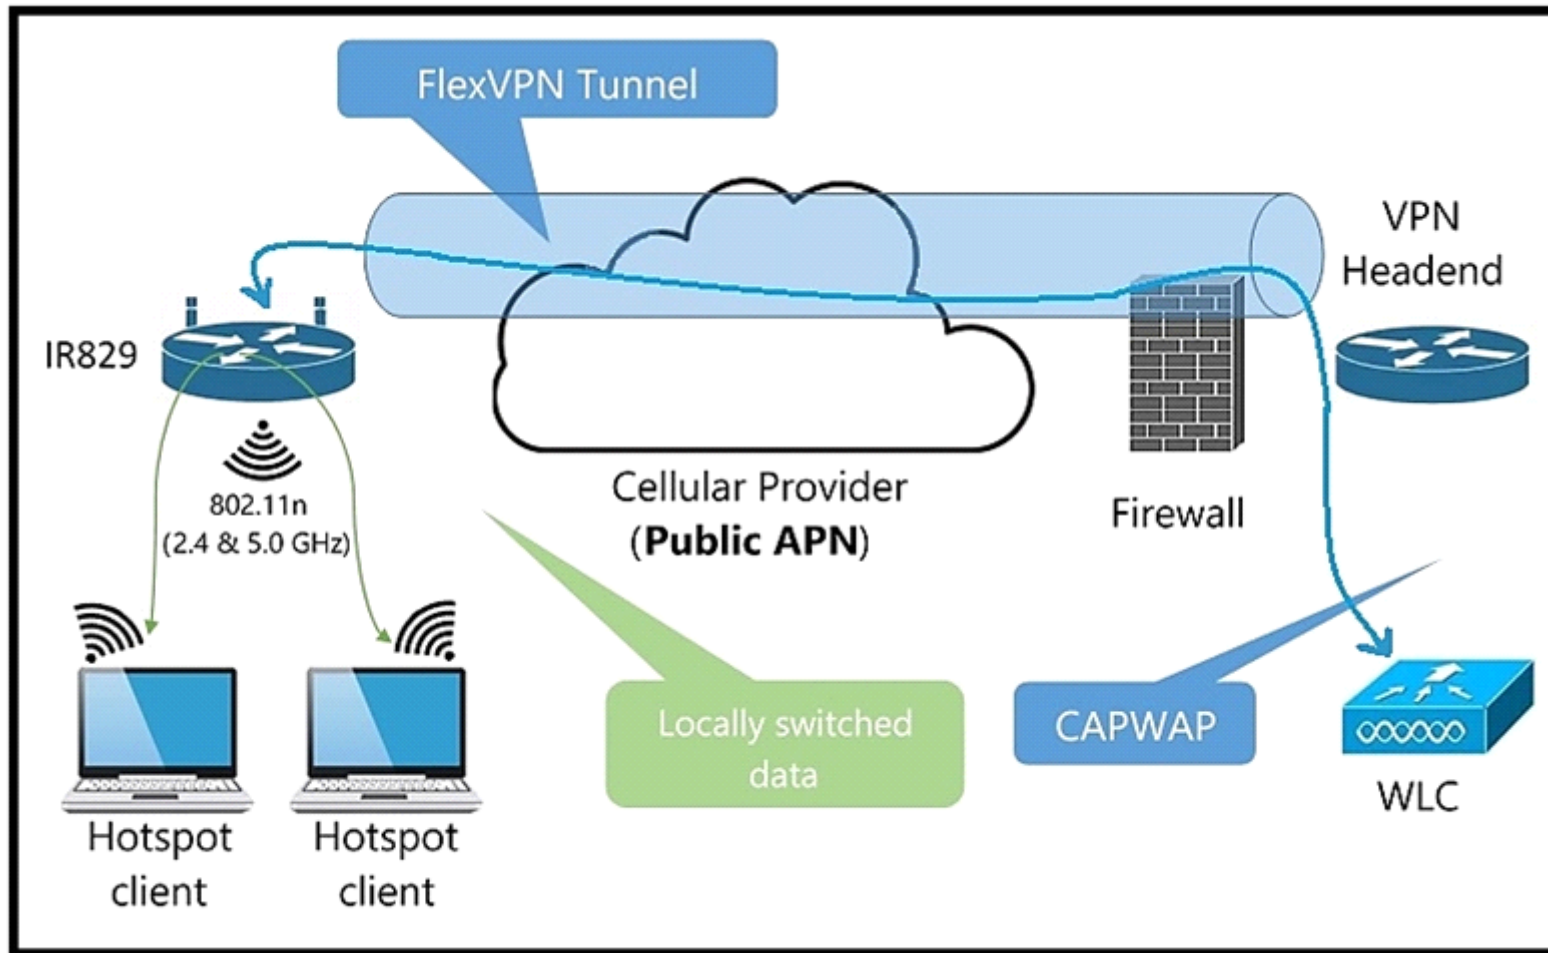 FlexVPN Tunnel
VPN
Headend
IR829
802.11n
(2.4 & 5.0 GHz)
Cellular Provider
(Public APN)
Firewall
Locally switched
data
CAPWAP
WLC
Hotspot
client
Hotspot
client